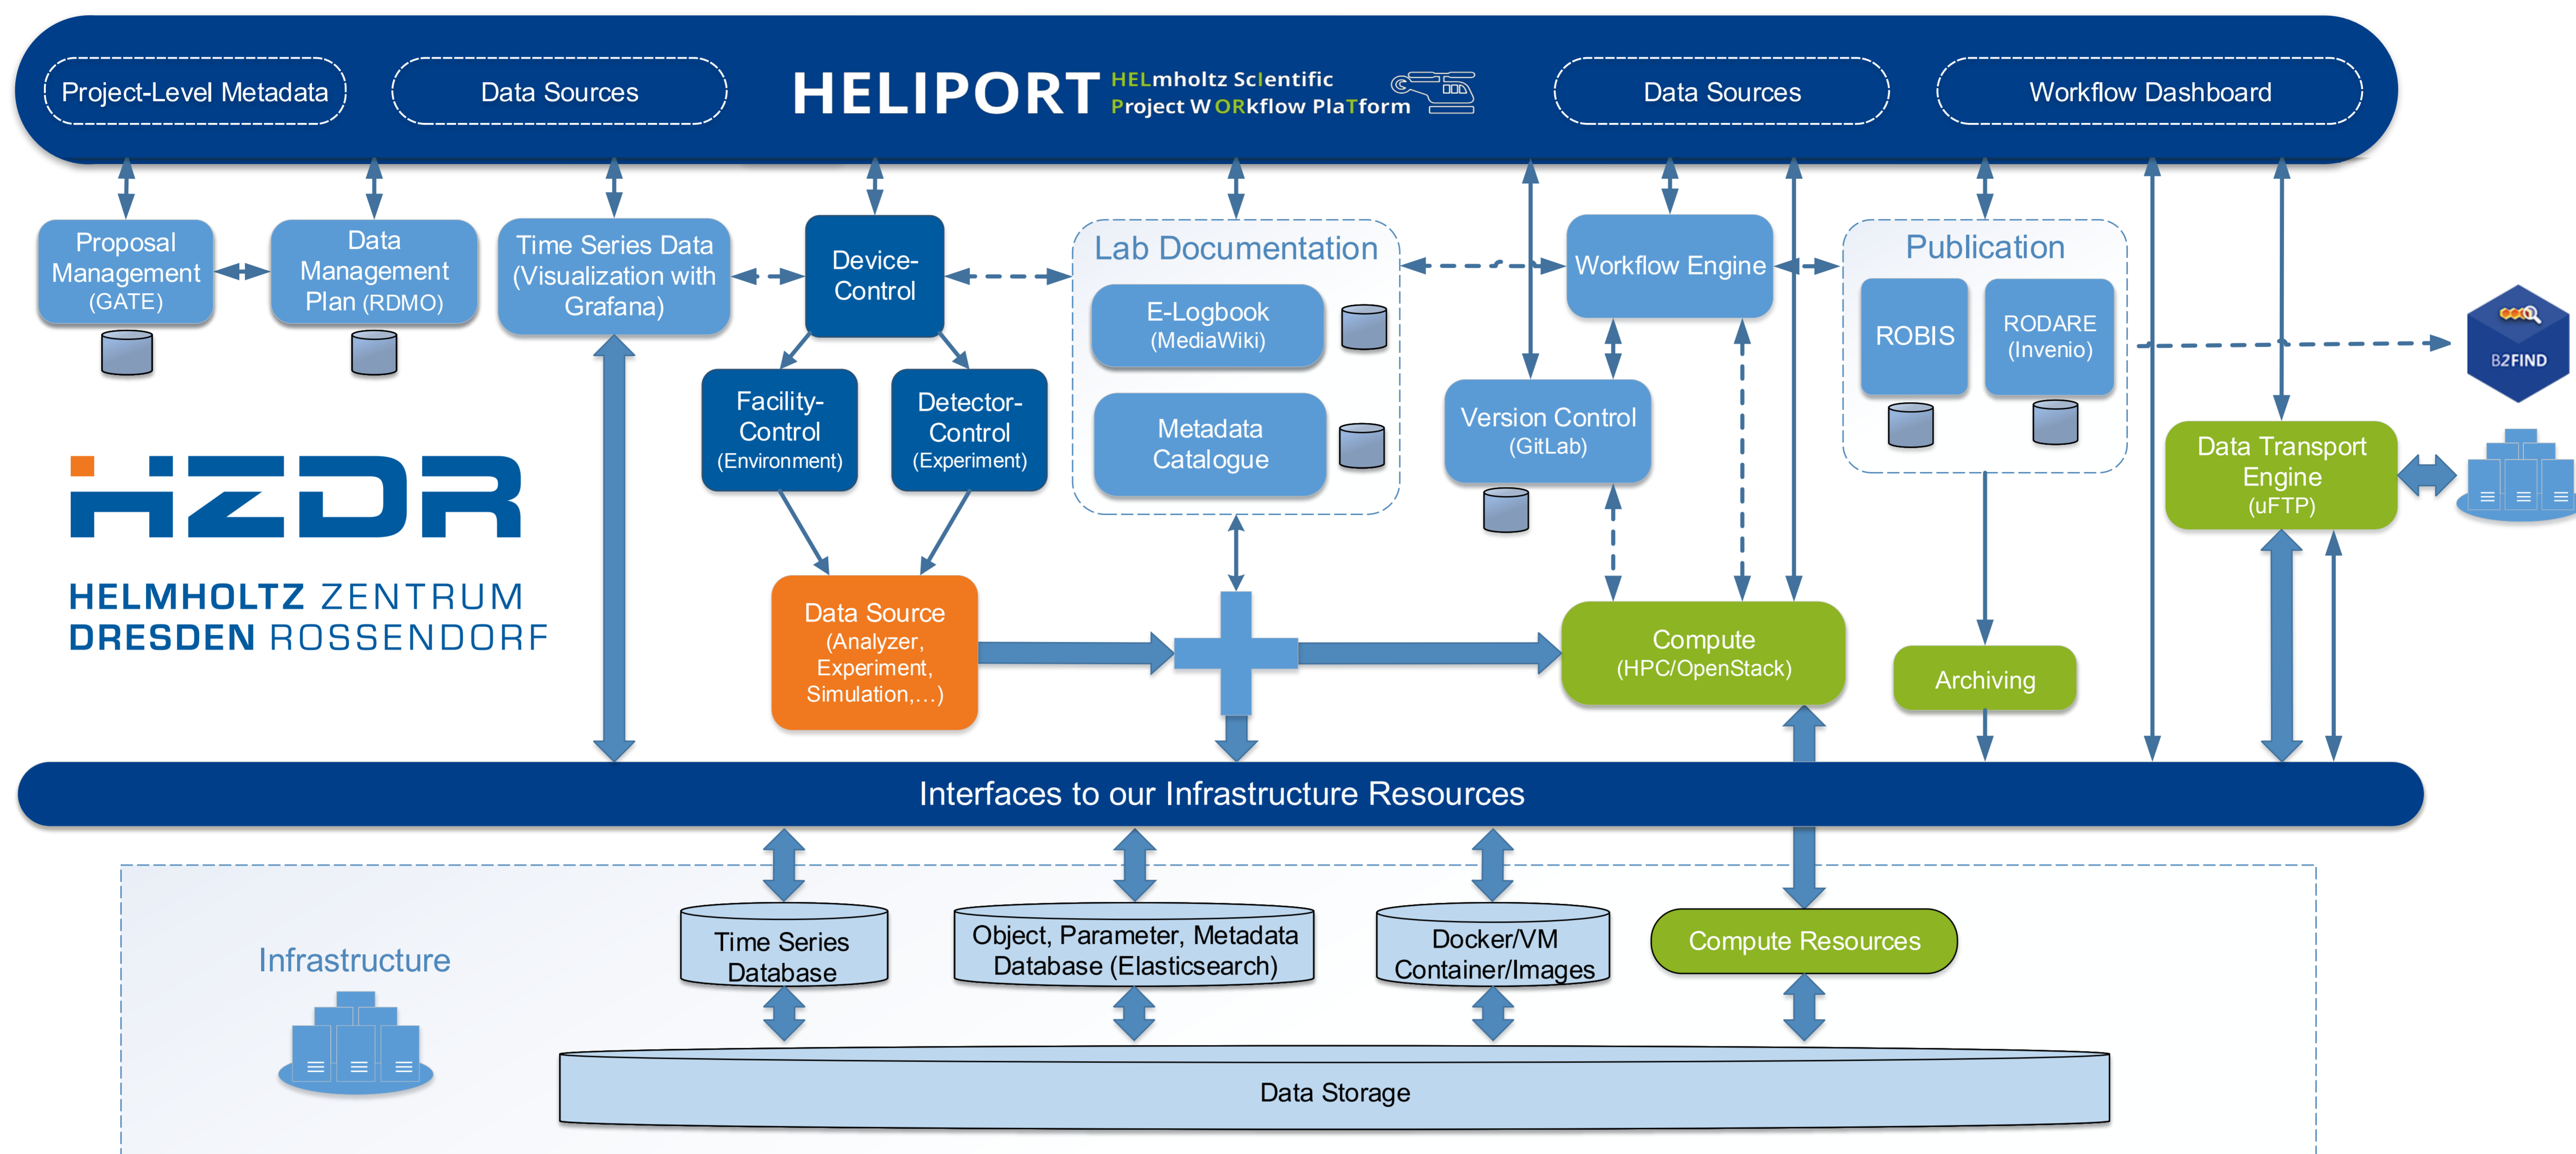 Project-Level Metadata
Data Sources
HELIPORT
HELmholtz ScIentific
Project WORkflow PlaTform
Data Sources
Workflow Dashboard
Proposal
Management
(GATE)
Data
Management
Plan (RDMO)
Time Series Data
(Visualization with
Grafana)
Device-
Control
Lab Documentation
E-Logbook
(MediaWiki)
Metadata
Catalogue
Workflow Engine
Publication
ROBIS
RODARE
(Invenio)
B2FIND
Facility-
Control
(Environment)
Detector-
Control
(Experiment)
Version Control
(GitLab)
Data Transport
Engine
(uFTP)
HZDR
HELMHOLTZ ZENTRUM
DRESDEN ROSSENDORF
Data Source
(Analyzer,
Experiment,
Simulation,...)
Compute
(HPC/OpenStack)
Archiving
Interfaces to our Infrastructure Resources
Infrastructure
Time Series
Database
Object, Parameter, Metadata
Database (Elasticsearch)
Docker/VM
Container/Images
Compute Resources
Data Storage